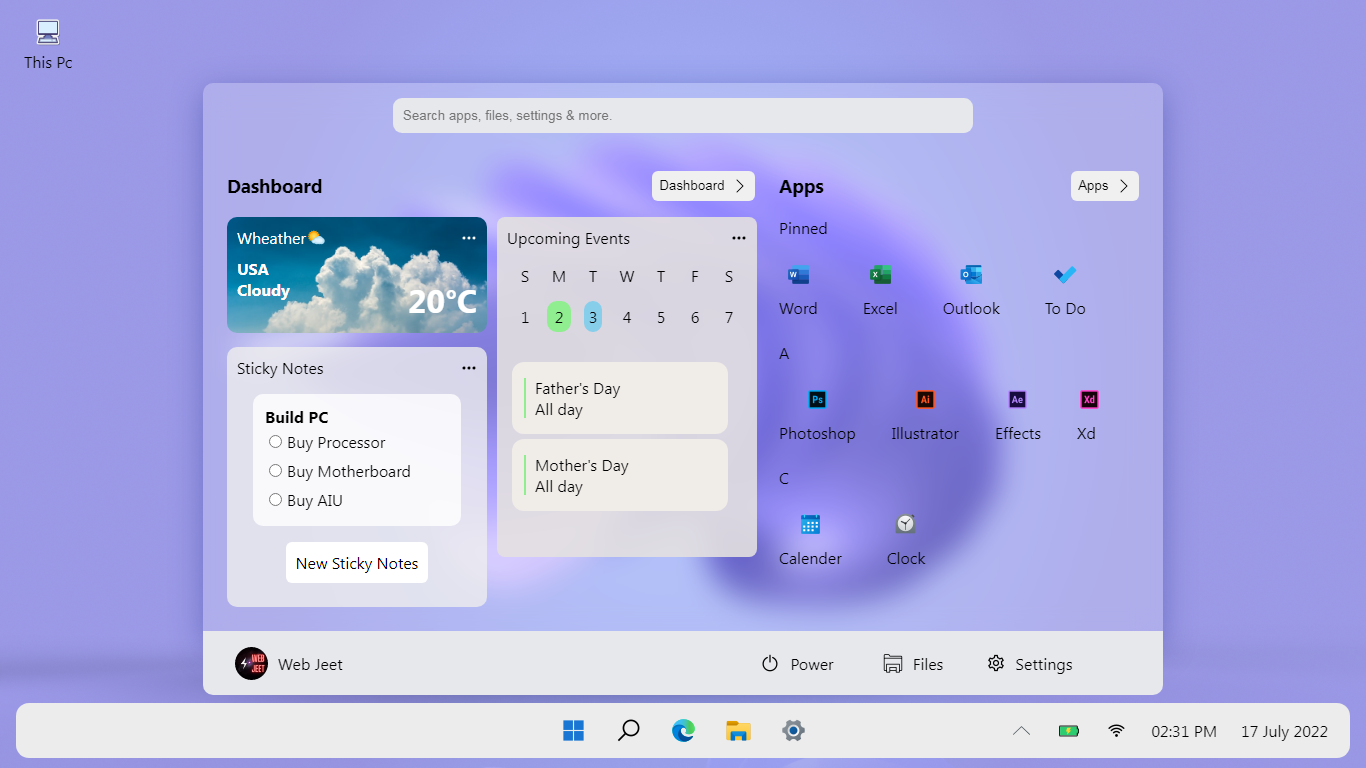 This Pc
Search apps, files, settings & more.
Dashboard
Dashboard
Wheather
USA
Cloudy
20°C
Sticky Notes
Build PC
Buy Processor
Buy Motherboard
Buy AIU
New Sticky Notes
Upcoming Events
S M T W T F S
1 2 3 4 5 6 7
Father's Day
All day
Mother's Day
All day
Apps
Apps
Pinned
Word Excel Outlook To Do
A
Photoshop Illustrator Effects Xd
C
Calender Clock
WEB
JEET
Web Jeet
Power
Files
Settings
02:31 PM
17 July 2022